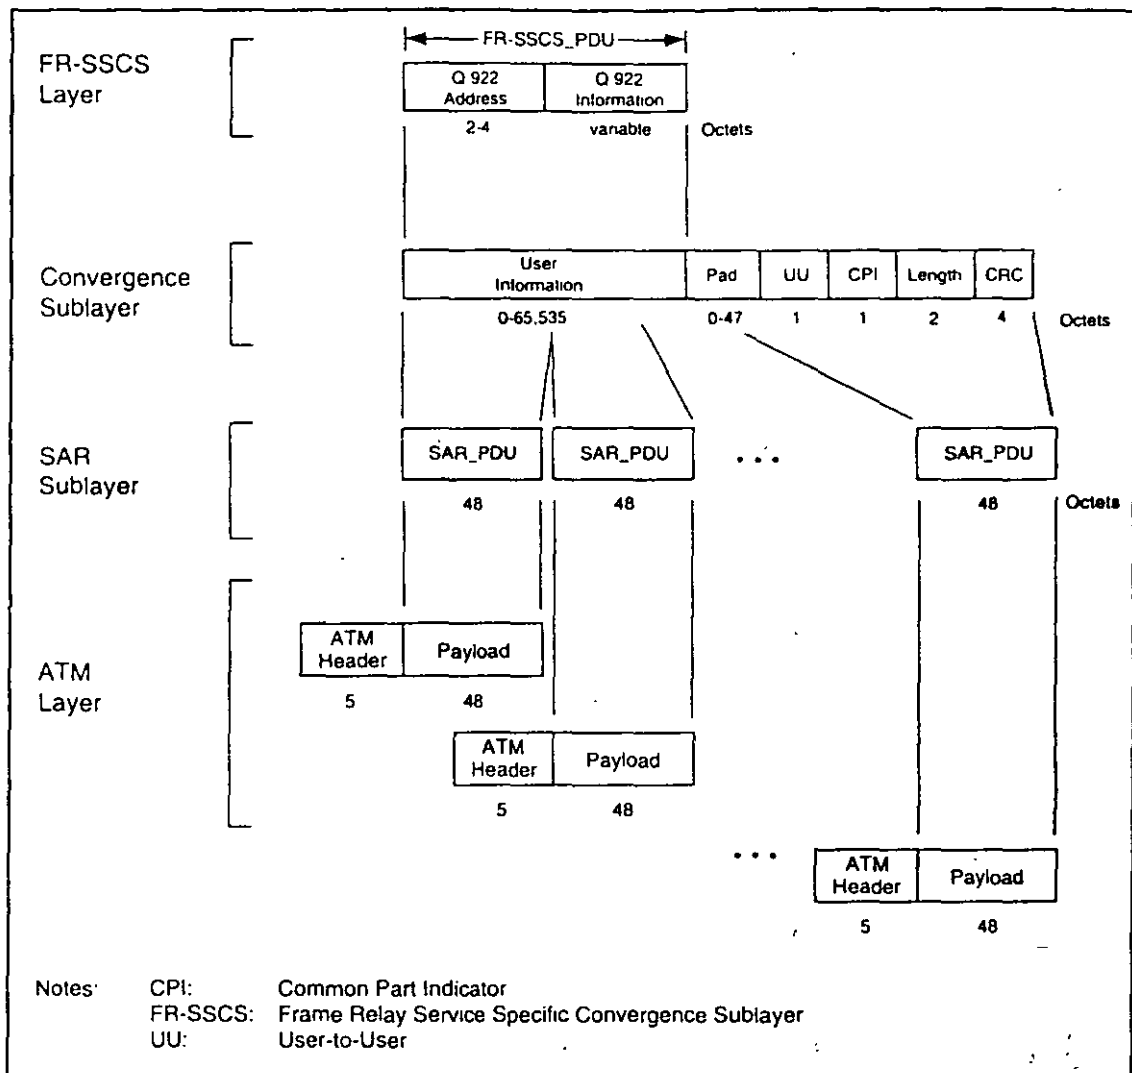 FR-SSCS_PDU
FR-SSCS
Layer
Q 922
Address
Q 922
Information
2-4
variable
Octets
Convergence
Sublayer
User
Information
Pad
UU
CPI
Length
CRC
0-65,535
0-47
1
1
2
4
Octets
SAR
Sublayer
SAR_PDU
SAR_PDU
...
SAR_PDU
48
48
48
Octets
ATM
Layer
ATM
Header
Payload
5
48
ATM
Header
Payload
5
48
...
ATM
Header
Payload
5
48
Notes:
CPI: Common Part Indicator
FR-SSCS: Frame Relay Service Specific Convergence Sublayer
UU: User-to-User